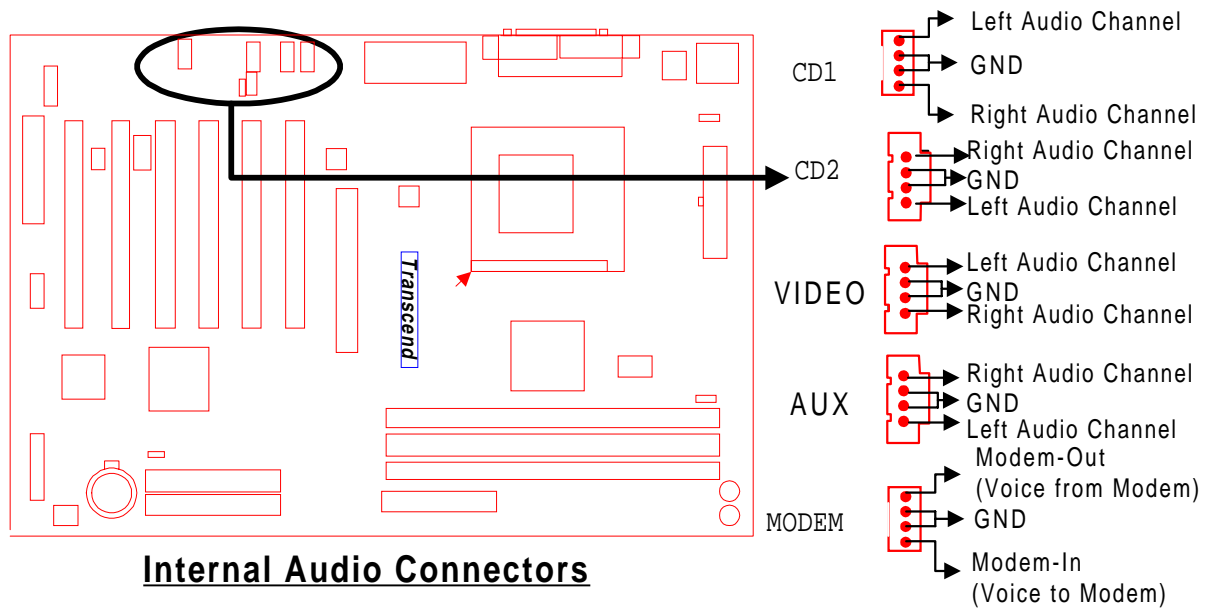 Left Audio Channel
CD1
GND
Right Audio Channel
Right Audio Channel
CD2
GND
Left Audio Channel
Transcend
Left Audio Channel
VIDEO
GND
Right Audio Channel
Right Audio Channel
AUX
GND
Left Audio Channel
Modem-Out
(Voice from Modem)
MODEM
GND
Modem-In
(Voice to Modem)
Internal Audio Connectors